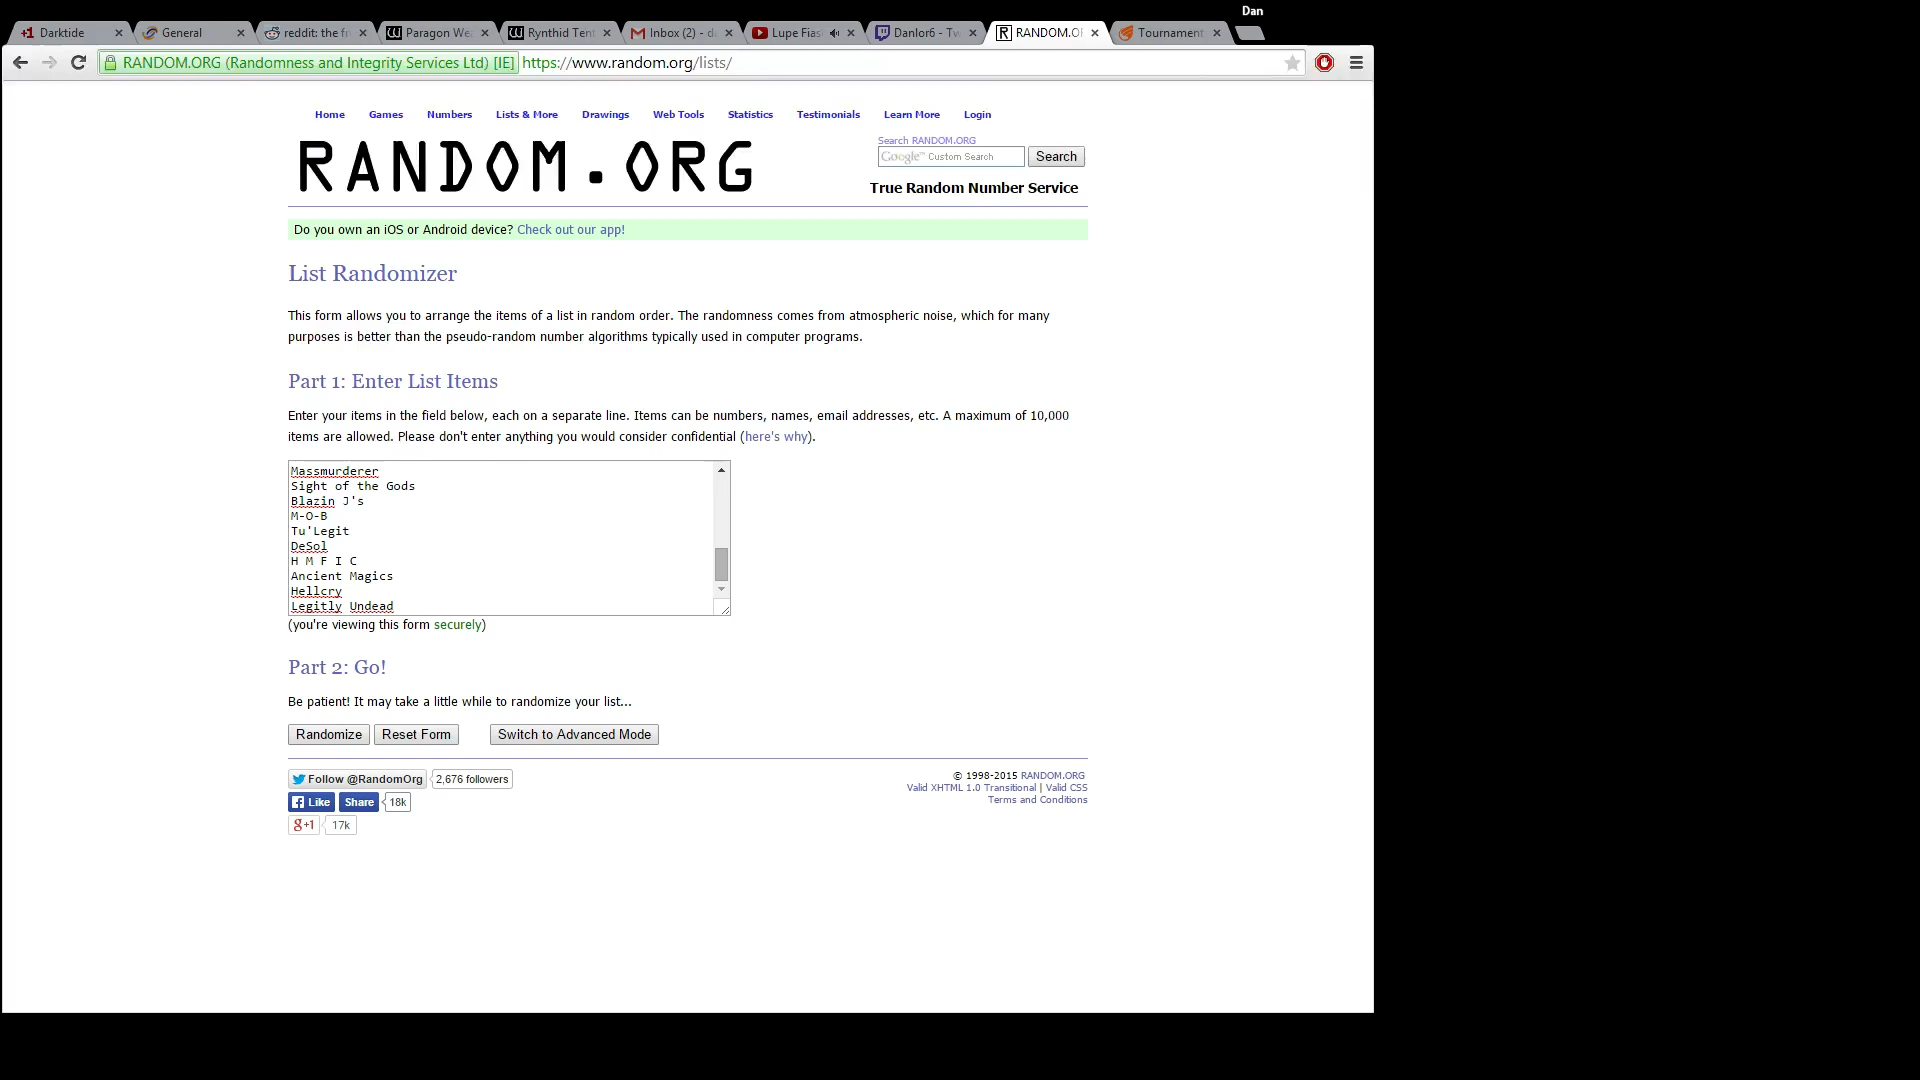 Dan
+1 Darktide
General
reddit: the fr
Paragon We
Rynthid Tent
Inbox (2) - d
Lupe Fias
Danlor6 - Tw
RANDOM.O
Tournament
RANDOM.ORG (Randomness and Integrity Services Ltd) [IE] https://www.random.org/lists/
Home Games Numbers Lists & More Drawings Web Tools Statistics Testimonials Learn More Login
RANDOM.ORG
Search RANDOM.ORG
Google™ Custom Search Search
True Random Number Service
Do you own an iOS or Android device? Check out our app!
List Randomizer
This form allows you to arrange the items of a list in random order. The randomness comes from atmospheric noise, which for many
purposes is better than the pseudo-random number algorithms typically used in computer programs.
Part 1: Enter List Items
Enter your items in the field below, each on a separate line. Items can be numbers, names, email addresses, etc. A maximum of 10,000
items are allowed. Please don't enter anything you would consider confidential (here's why).
Massmurderer
Sight of the Gods
Blazin J's
M-O-B
Tu'Legit
DeSol
H M F I C
Ancient Magics
Hellcry
Legitly Undead
(you're viewing this form securely)
Part 2: Go!
Be patient! It may take a little while to randomize your list...
Randomize Reset Form Switch to Advanced Mode
Follow @RandomOrg 2,676 followers
Like Share 18k
g+1 17k
© 1998-2015 RANDOM.ORG
Valid XHTML 1.0 Transitional | Valid CSS
Terms and Conditions